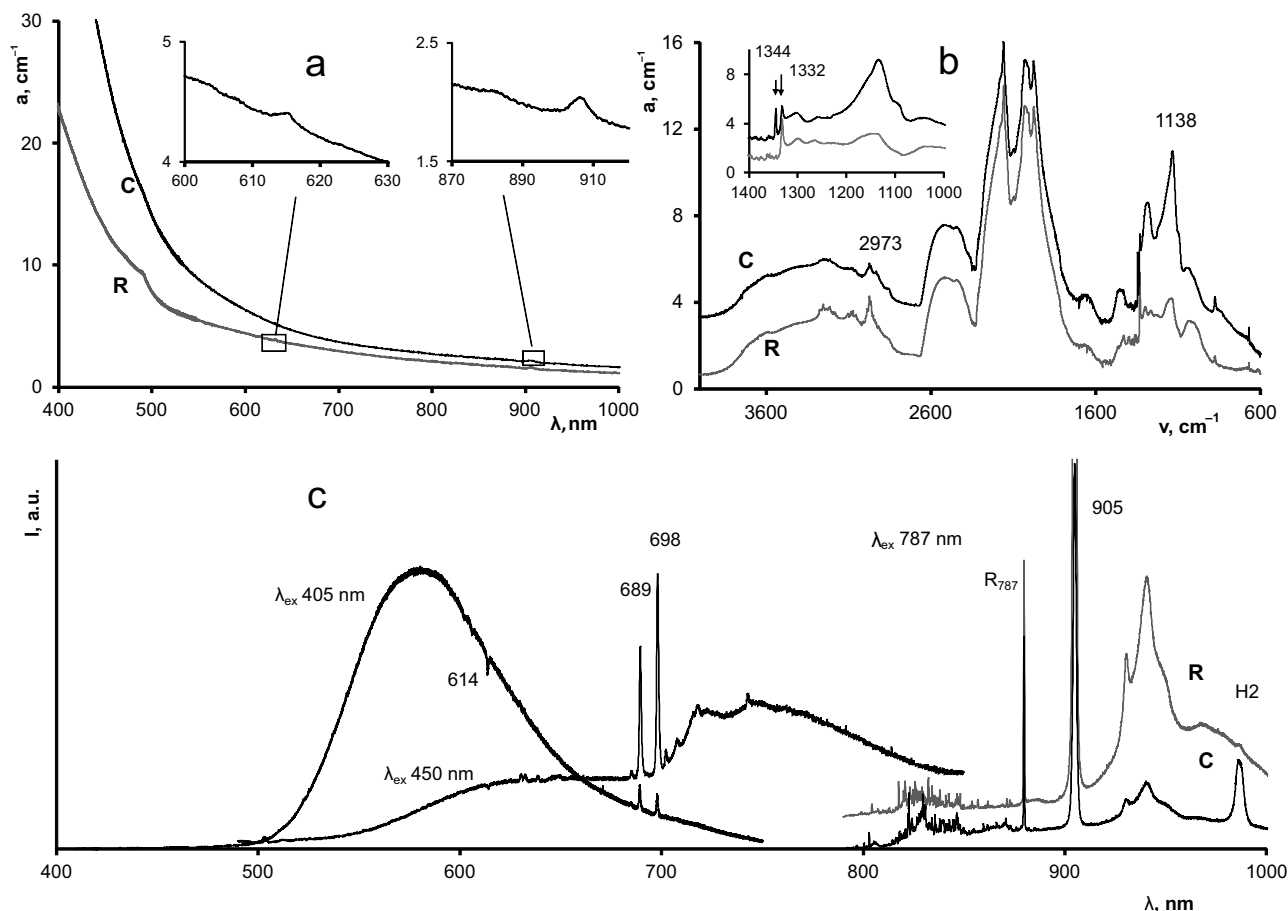 a, cm⁻¹
30
20
10
0
400
500
600
700
800
900
1000
λ, nm
C
R
a
5
4
600
610
620
630
2.5
1.5
870
890
910
a, cm⁻¹
16
12
8
4
0
3600
2600
1600
600
ν, cm⁻¹
b
1344
1332
8
4
0
1400
1300
1200
1100
1000
1138
2973
C
R
I, a.u.
c
λex 405 nm
614
λex 450 nm
689
698
λex 787 nm
R787
905
R
H2
C
400
500
600
700
800
900
1000
λ, nm